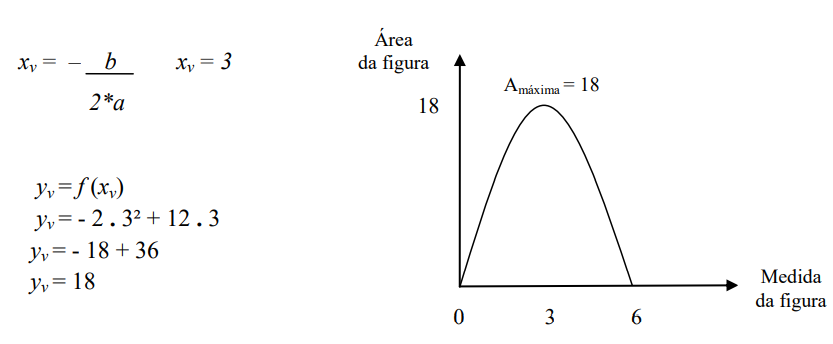 xᵥ = – b / 2*a xᵥ = 3
yᵥ = f (xᵥ)
yᵥ = - 2 . 3² + 12 . 3
yᵥ = - 18 + 36
yᵥ = 18
Área
da figura
Amáxima = 18
18
0 3 6
Medida
da figura